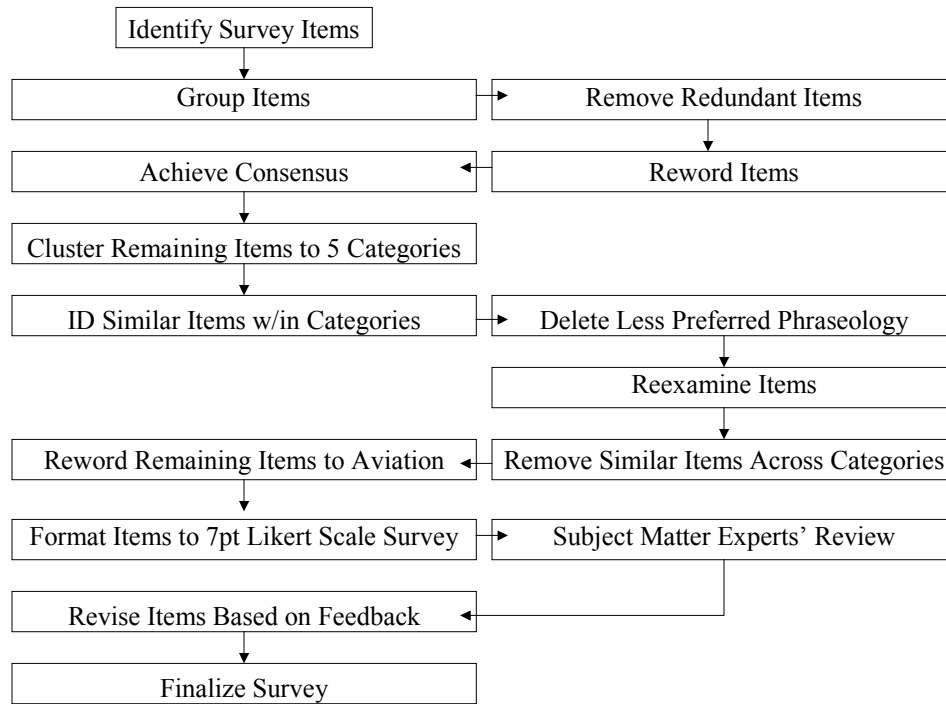 Identify Survey Items
Group Items
Remove Redundant Items
Reword Items
Achieve Consensus
Cluster Remaining Items to 5 Categories
ID Similar Items w/in Categories
Delete Less Preferred Phraseology
Reexamine Items
Remove Similar Items Across Categories
Reword Remaining Items to Aviation
Format Items to 7pt Likert Scale Survey
Subject Matter Experts’ Review
Revise Items Based on Feedback
Finalize Survey